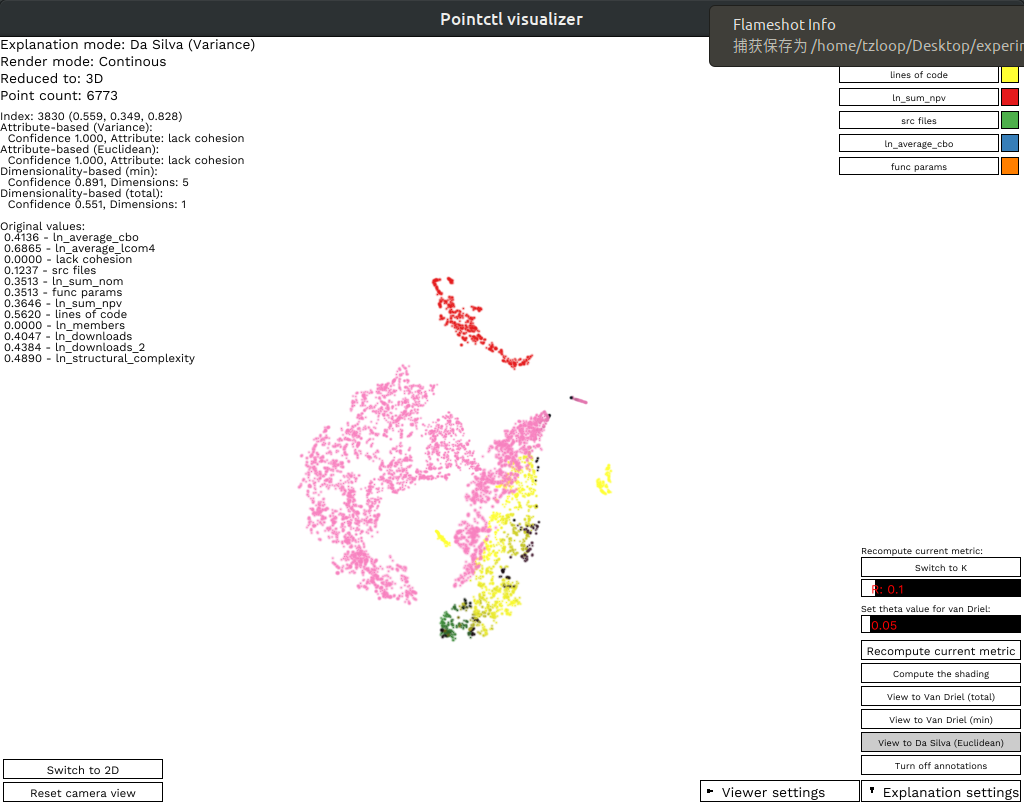 Pointctl visualizer
Flameshot Info
捕获保存为 /home/tzloop/Desktop/experim
Explanation mode: Da Silva (Variance)
Render mode: Continous
Reduced to: 3D
Point count: 6773
Index: 3830 (0.559, 0.349, 0.828)
Attribute-based (Variance):
Confidence 1.000, Attribute: lack cohesion
Attribute-based (Euclidean):
Confidence 1.000, Attribute: lack cohesion
Dimensionality-based (min):
Confidence 0.891, Dimensions: 5
Dimensionality-based (total):
Confidence 0.551, Dimensions: 1
Original values:
0.4136 - ln_average_cbo
0.6865 - ln_average_lcom4
0.0000 - lack cohesion
0.1237 - src files
0.3513 - ln_sum_nom
0.3513 - func params
0.3646 - ln_sum_npv
0.5620 - lines of code
0.0000 - ln_members
0.4047 - ln_downloads
0.4384 - ln_downloads_2
0.4890 - ln_structural_complexity
lines of code
ln_sum_npv
src files
ln_average_cbo
func params
Recompute current metric:
Switch to K
R: 0.1
Set theta value for van Driel:
0.05
Recompute current metric
Compute the shading
View to Van Driel (total)
View to Van Driel (min)
View to Da Silva (Euclidean)
Turn off annotations
Switch to 2D
Reset camera view
Viewer settings
Explanation settings